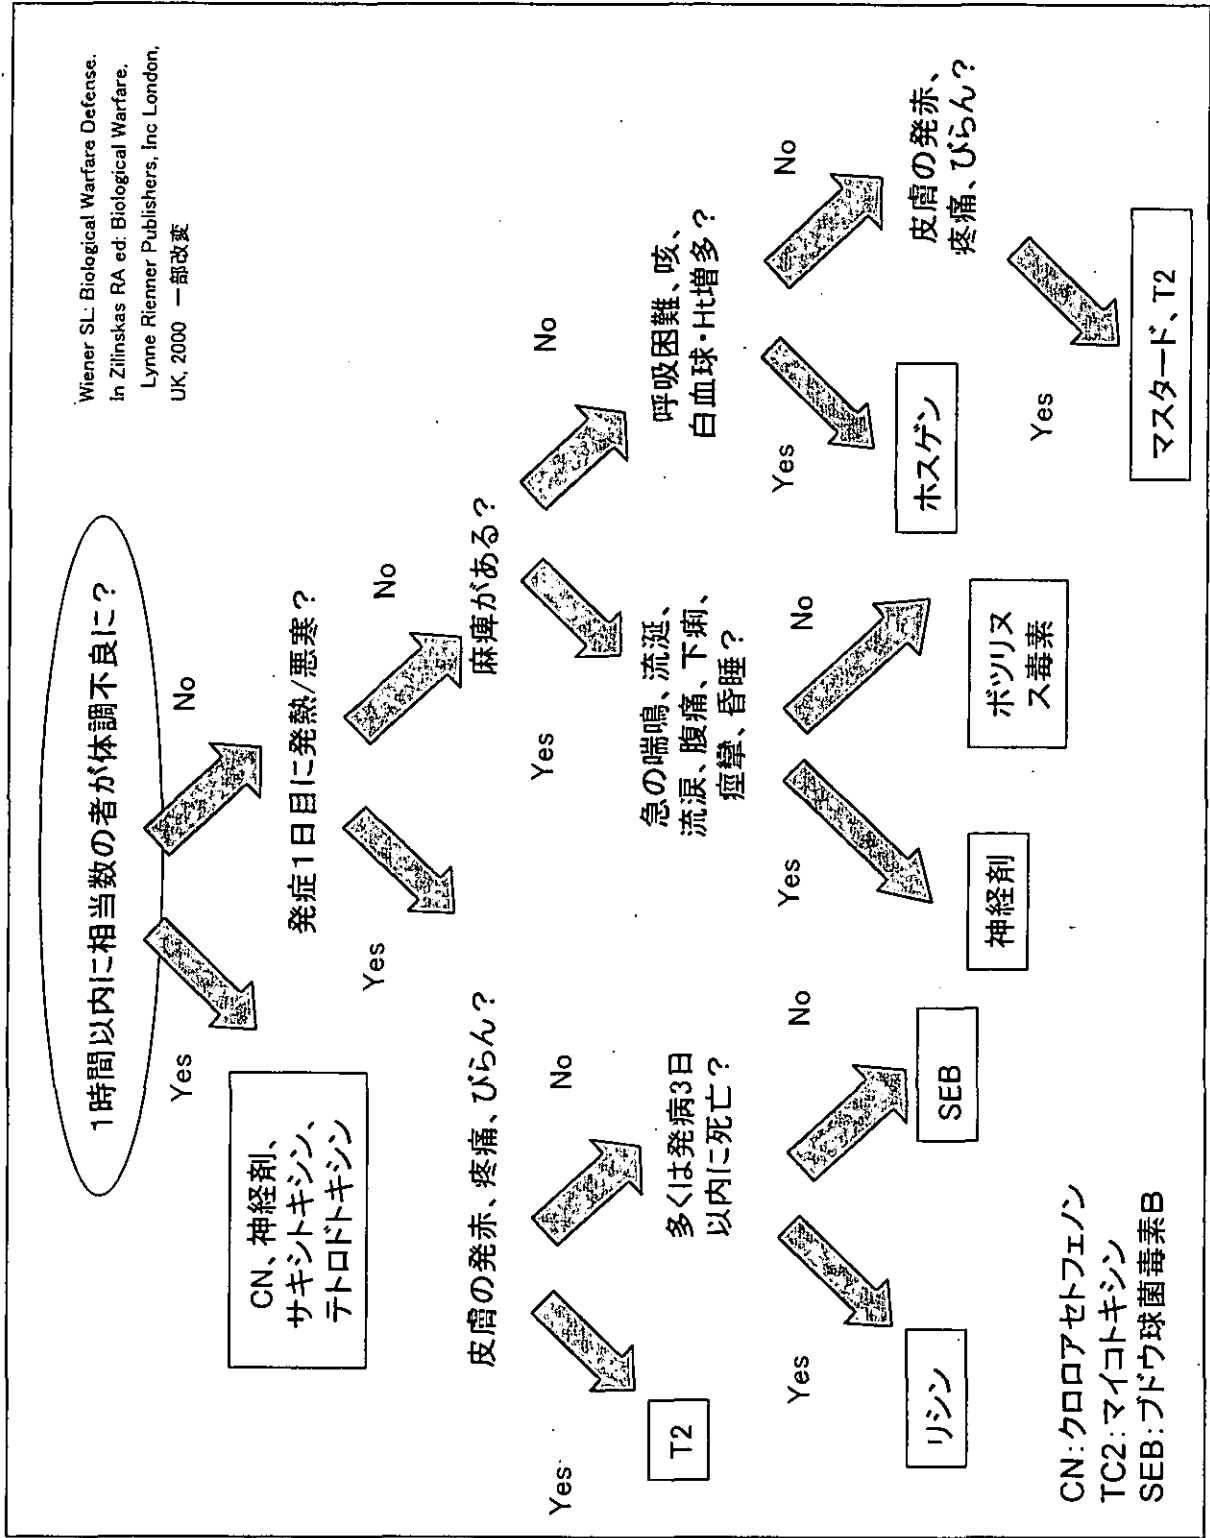 Wiener SL: Biological Warfare Defense.
In Zilinskas RA ed: Biological Warfare.
Lynne Rienner Publishers, Inc London,
UK, 2000 一部改変
1時間以内に相当数の者が体調不良に？
Yes
No
CN、神経剤、
サキシトキシン、
テトロドトキシン
発症1日目に発熱/悪寒？
Yes
No
皮膚の発赤、疼痛、びらん？
麻痺がある？
Yes
No
Yes
No
T2
多くは発病3日
以内に死亡？
急の喘鳴、流涎、
流涙、腹痛、下痢、
痙攣、昏睡？
呼吸困難、咳、
白血球・Ht増多？
Yes
No
Yes
No
Yes
No
リシン
SEB
神経剤
ボツリヌ
ス毒素
ホスゲン
皮膚の発赤、
疼痛、びらん？
Yes
マスタード、T2
CN：クロロアセトフェノン
TC2：マイコトキシン
SEB：ブドウ球菌毒素B